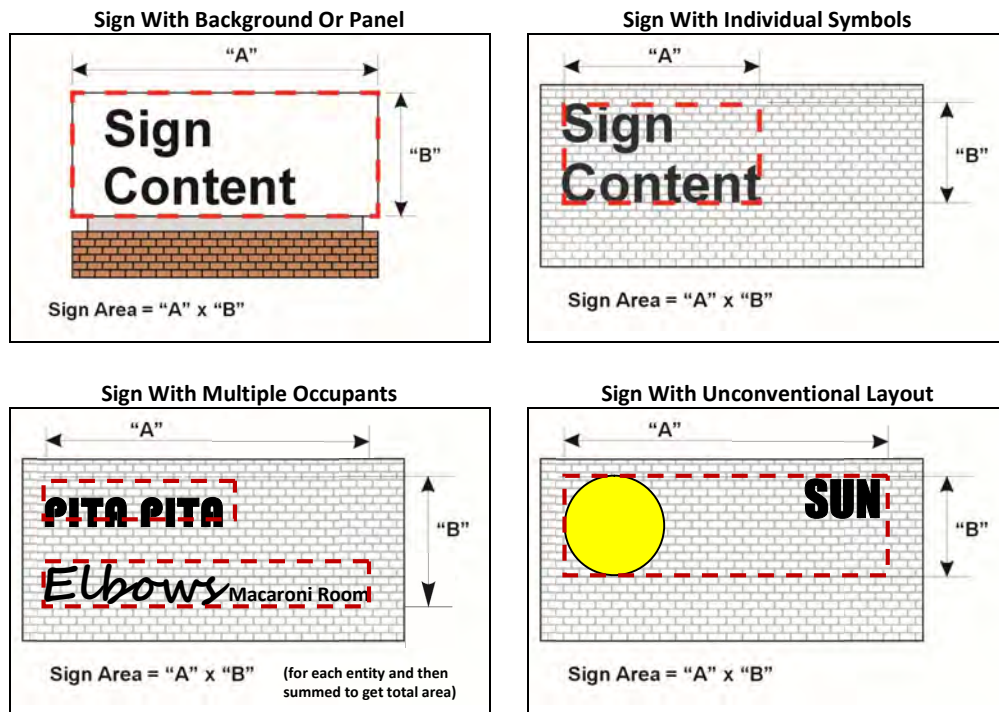 Sign With Background Or Panel
“A”
Sign
Content
“B”
Sign Area = “A” x “B”
Sign With Individual Symbols
“A”
Sign
Content
“B”
Sign Area = “A” x “B”
Sign With Multiple Occupants
“A”
PITA PITA
“B”
Elbows Macaroni Room
Sign Area = “A” x “B” (for each entity and then
summed to get total area)
Sign With Unconventional Layout
“A”
SUN
“B”
Sign Area = “A” x “B”